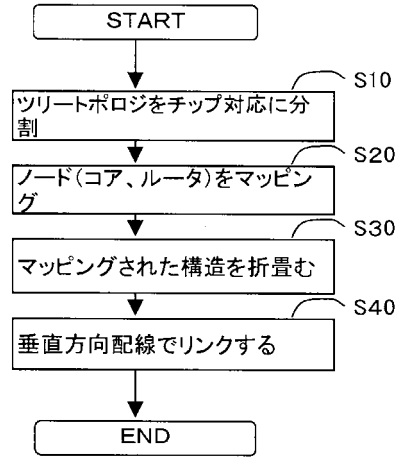 START
S10
ツリートポロジをチップ対応に分
割
S20
ノード(コア、ルータ)をマッピン
グ
S30
マッピングされた構造を折畳む
S40
垂直方向配線でリンクする
END